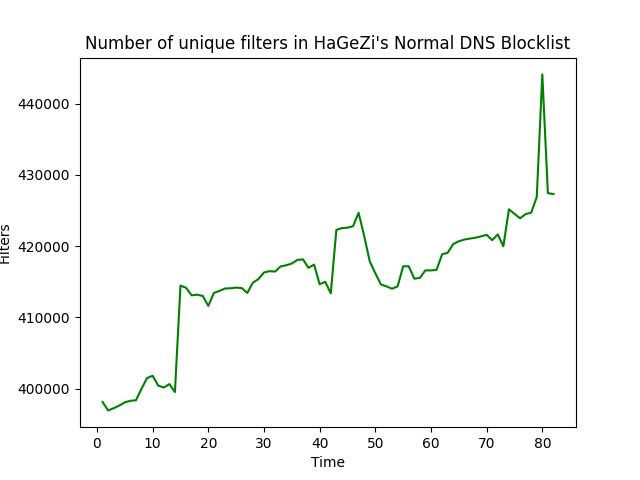 Number of unique filters in HaGeZi's Normal DNS Blocklist
440000
430000
420000
410000
400000
Filters
0 10 20 30 40 50 60 70 80
Time